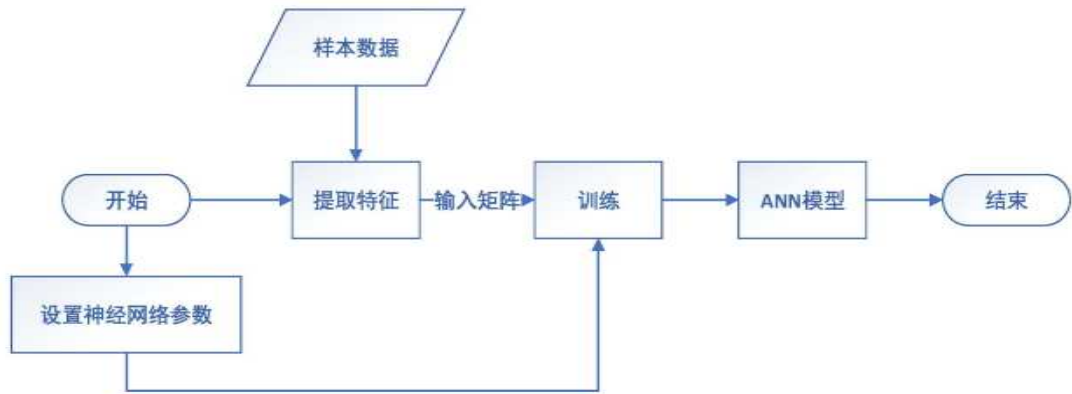 样本数据
开始
提取特征
输入矩阵
训练
ANN模型
结束
设置神经网络参数